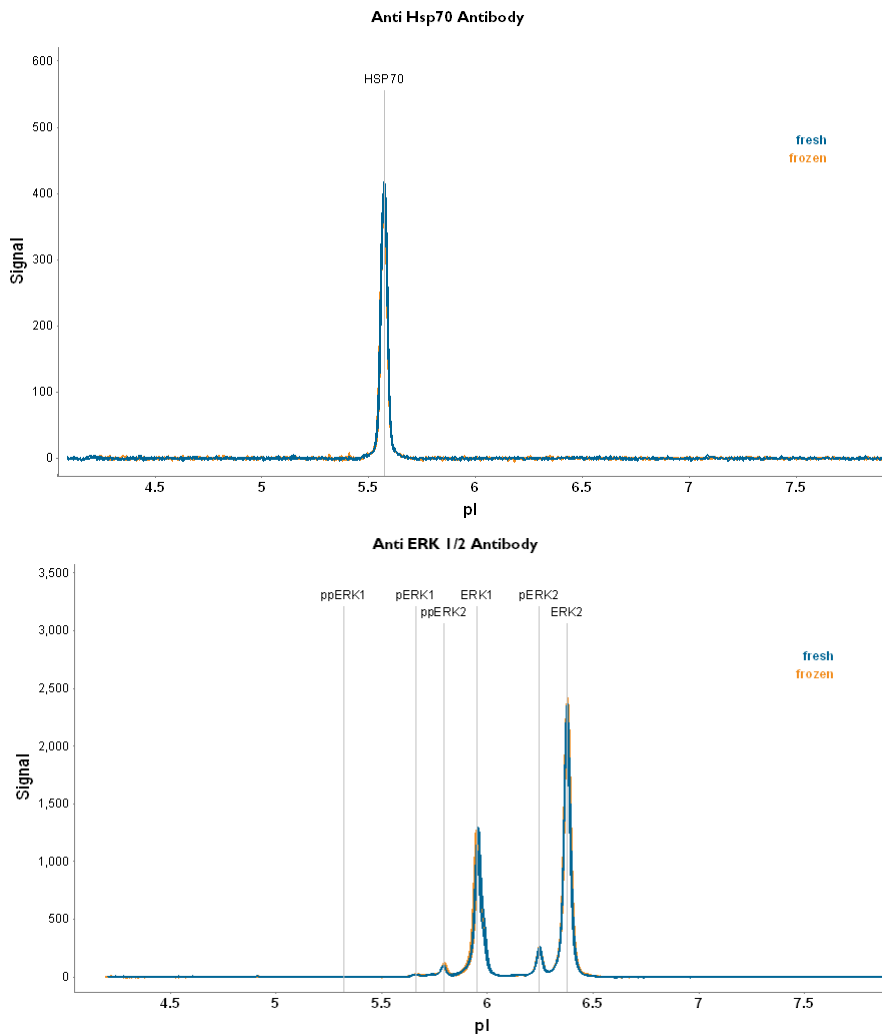 Anti Hsp70 Antibody
600
HSP70
500
fresh
frozen
400
Signal
300
200
100
0
4.5 5 5.5 6 6.5 7 7.5
pI
Anti ERK 1/2 Antibody
3,500
ppERK1 pERK1 ERK1 pERK2
ppERK2 ERK2
3,000
fresh
frozen
2,500
2,000
Signal
1,500
1,000
500
0
4.5 5 5.5 6 6.5 7 7.5
pI